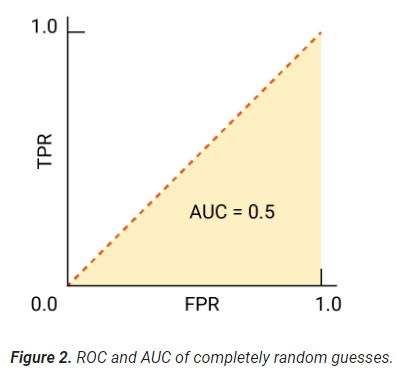 1.0
TPR
AUC = 0.5
0.0
FPR
1.0
Figure 2. ROC and AUC of completely random guesses.